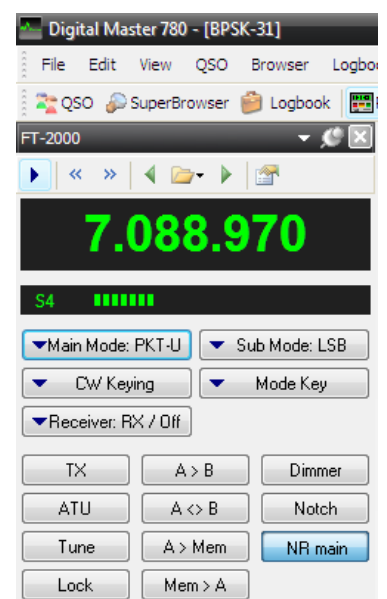 Digital Master 780 - [BPSK-31]
File Edit View QSO Browser Logbo
QSO SuperBrowser Logbook
FT-2000
7.088.970
S4
Main Mode: PKT-U Sub Mode: LSB
CW Keying Mode Key
Receiver: RX / Off
TX A > B Dimmer
ATU A <> B Notch
Tune A > Mem NR main
Lock Mem > A